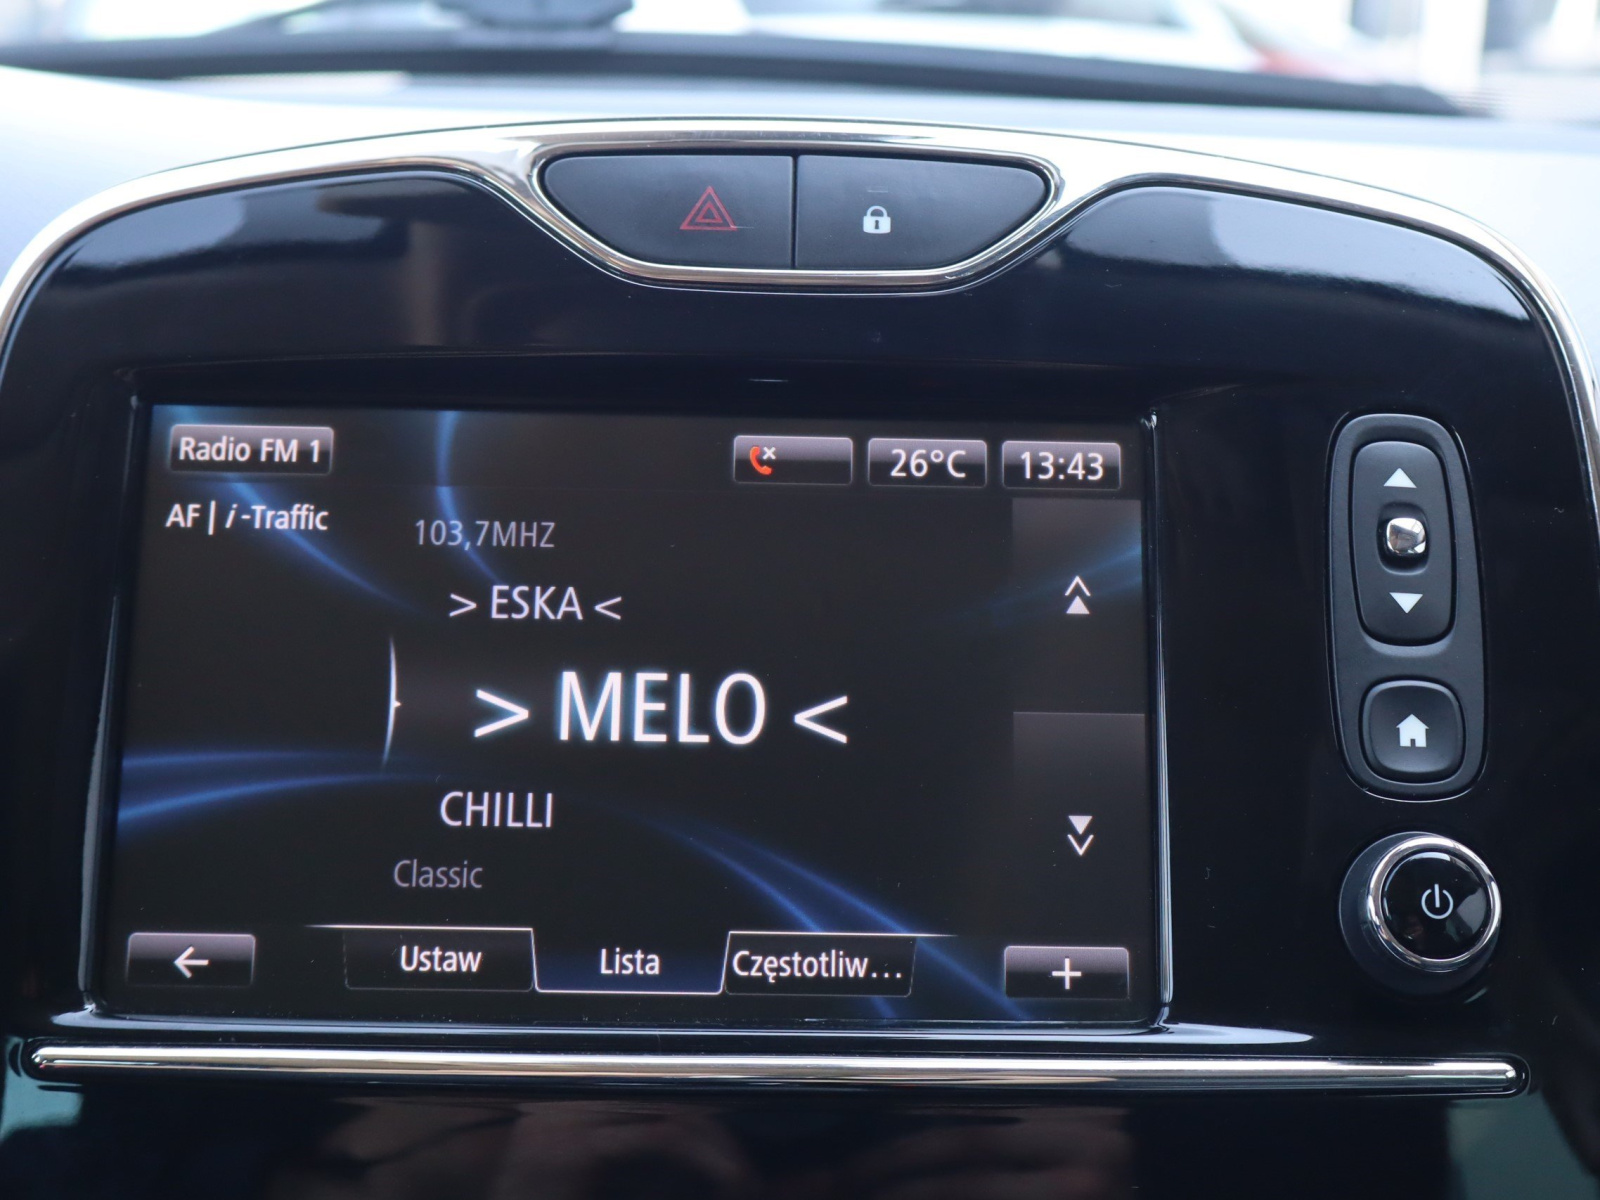 Radio FM 1
26°C
13:43
AF | i-Traffic
103,7MHZ
> ESKA <
> MELO <
CHILLI
Classic
Ustaw
Lista
Częstotliw...